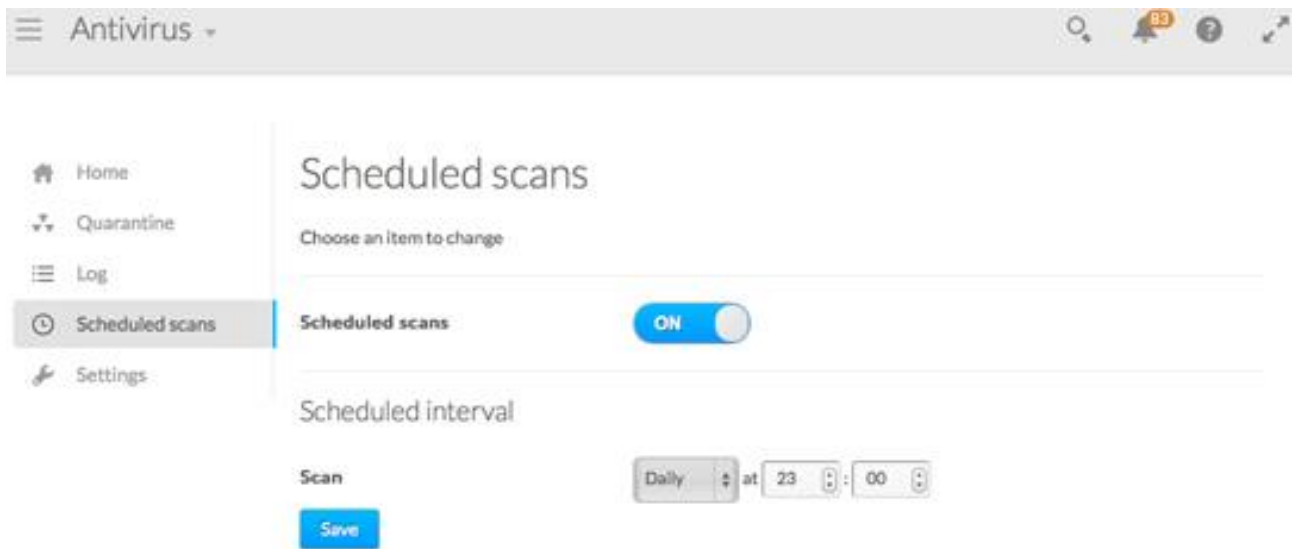 Antivirus
83
Home
Quarantine
Log
Scheduled scans
Settings
Scheduled scans
Choose an item to change
Scheduled scans ON
Scheduled interval
Scan Daily at 23 : 00
Save